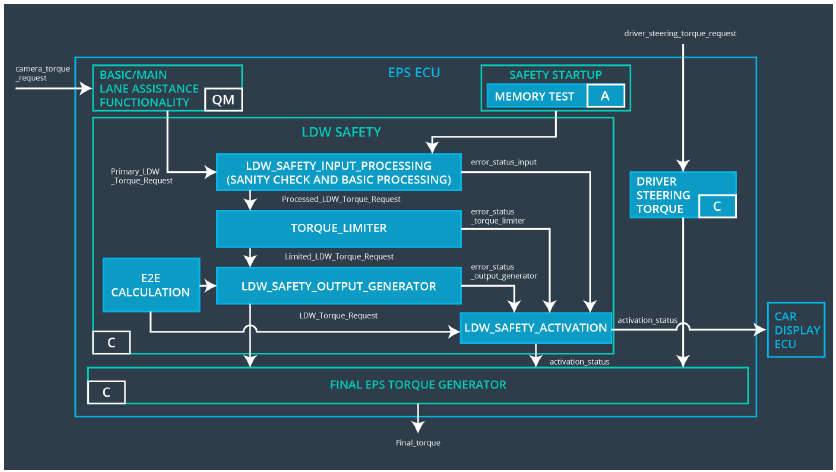 driver_steering_torque_request
EPS ECU
camera_torque
_request
BASIC/MAIN
LANE ASSISTANCE
FUNCTIONALITY
QM
SAFETY STARTUP
MEMORY TEST
A
LDW SAFETY
LDW_SAFETY_INPUT_PROCESSING
(SANITY CHECK AND BASIC PROCESSING)
error_status_input
Primary_LDW
_Torque_Request
Processed_LDW_Torque_Request
DRIVER
STEERING
TORQUE
C
TORQUE_LIMITER
error_status
_torque_limiter
Limited_LDW_Torque_Request
E2E
CALCULATION
LDW_SAFETY_OUTPUT_GENERATOR
error_status
_output_generator
LDW_Torque_Request
LDW_SAFETY_ACTIVATION
activation_status
CAR
DISPLAY
ECU
C
activation_status
FINAL EPS TORQUE GENERATOR
C
Final_torque